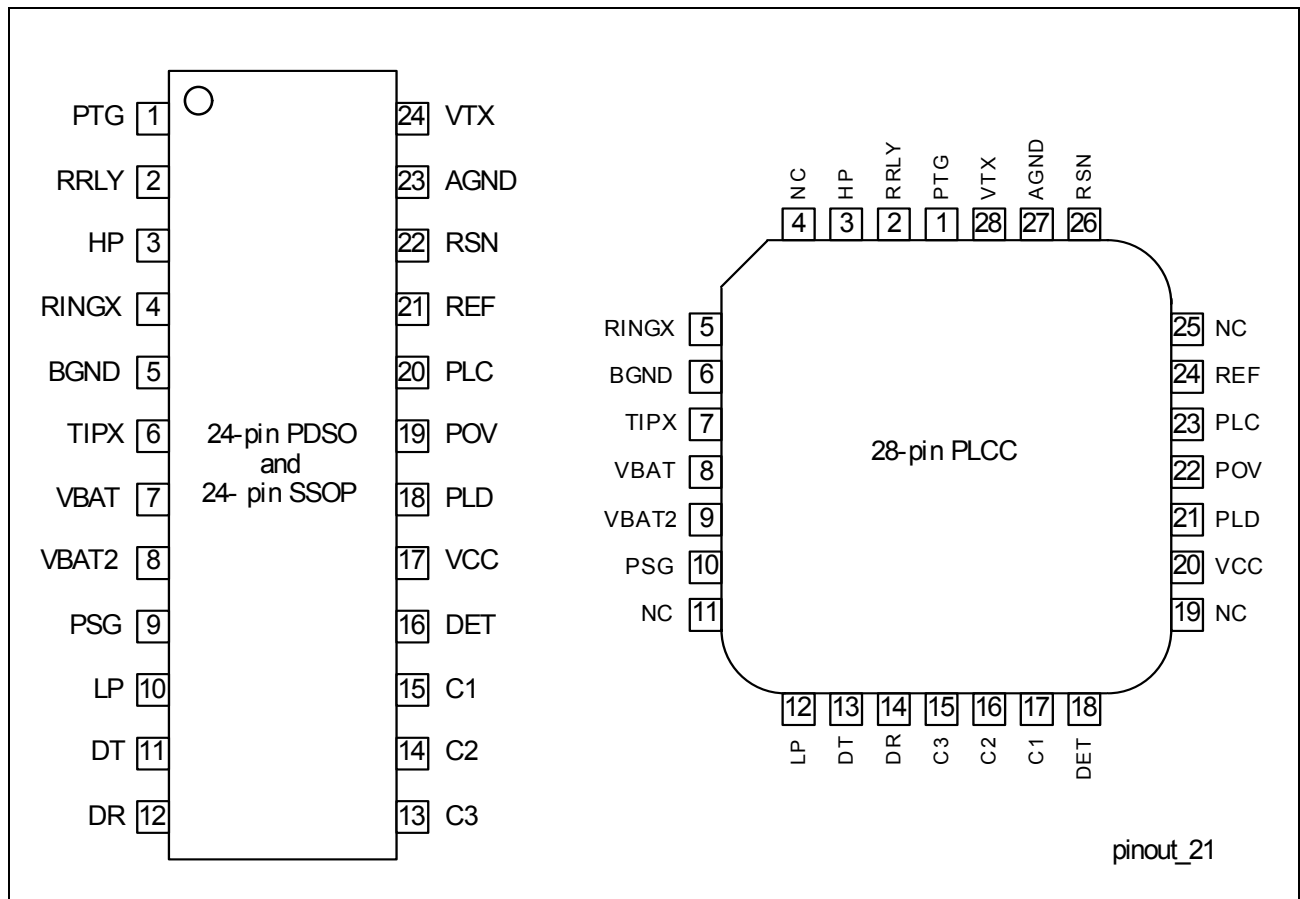 PTG 1
RRLY 2
HP 3
RINGX 4
BGND 5
TIPX 6
VBAT 7
VBAT2 8
PSG 9
LP 10
DT 11
DR 12
24-pin PDSO
and
24- pin SSOP
24 VTX
23 AGND
22 RSN
21 REF
20 PLC
19 POV
18 PLD
17 VCC
16 DET
15 C1
14 C2
13 C3
NC HP RRLY PTG VTX AGND RSN
4 3 2 1 28 27 26
RINGX 5
BGND 6
TIPX 7
VBAT 8
VBAT2 9
PSG 10
NC 11
28-pin PLCC
25 NC
24 REF
23 PLC
22 POV
21 PLD
20 VCC
19 NC
12 13 14 15 16 17 18
LP DT DR C3 C2 C1 DET
pinout_21